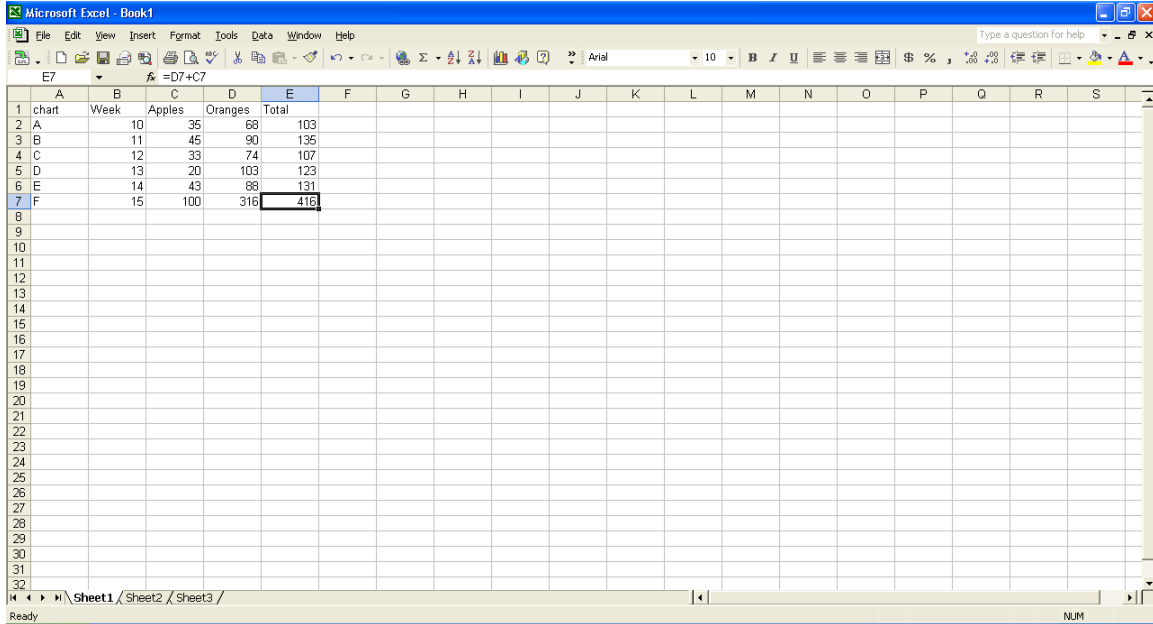 Microsoft Excel - Book1
File Edit View Insert Format Tools Data Window Help Type a question for help
Arial 10 B I U $ % ,
E7 fx =D7+C7
A B C D E F G H I J K L M N O P Q R S
1 chart Week Apples Oranges Total
2 A 10 35 68 103
3 B 11 45 90 135
4 C 12 33 74 107
5 D 13 20 103 123
6 E 14 43 88 131
7 F 15 100 316 416
8
9
10
11
12
13
14
15
16
17
18
19
20
21
22
23
24
25
26
27
28
29
30
31
32
Sheet1 Sheet2 Sheet3
Ready NUM